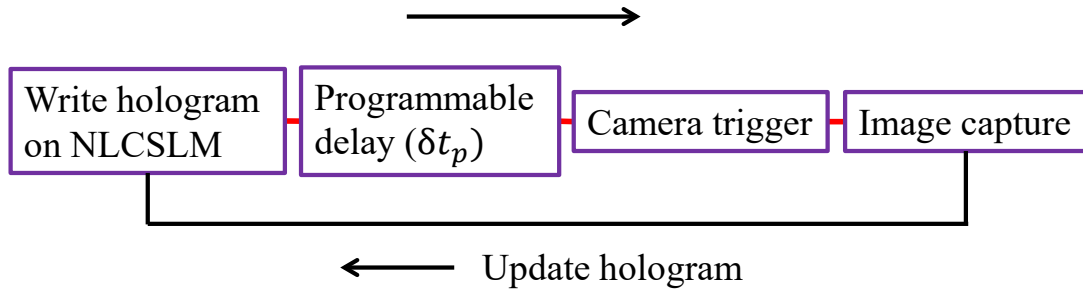 Write hologram
on NLCSLM
Programmable
delay (δt_p)
Camera trigger
Image capture
Update hologram